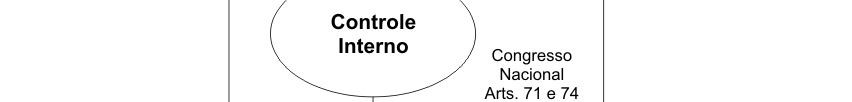 Controle
Interno
Congresso
Nacional
Arts. 71 e 74